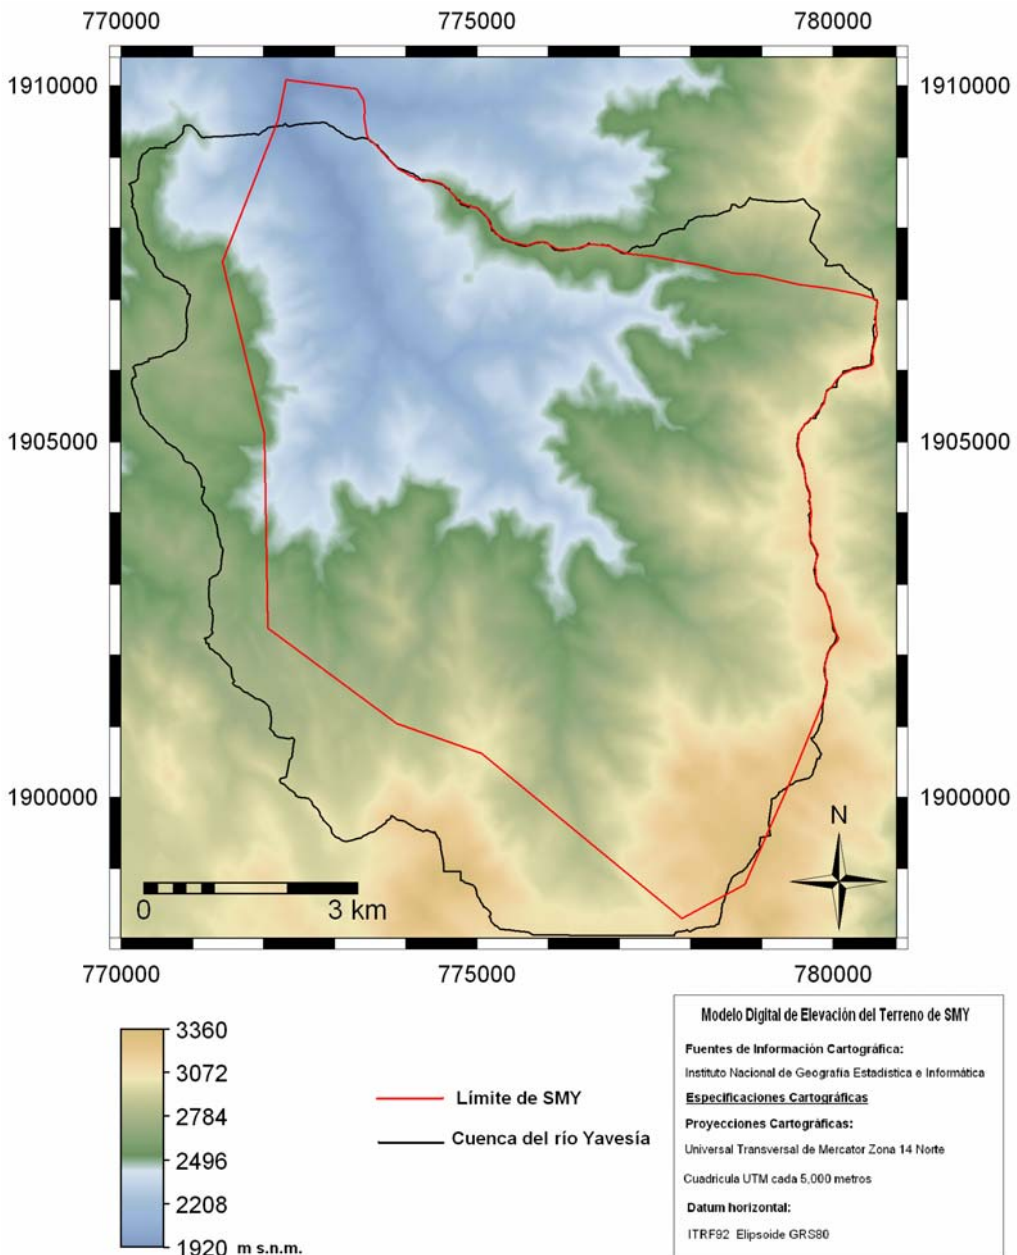 770000 775000 780000
1910000 1910000
1905000 1905000
1900000 1900000
N
0 3 km
770000 775000 780000
3360
3072
2784
2496
2208
1920 m s.n.m.
Límite de SMY
Cuenca del río Yavesía
Modelo Digital de Elevación del Terreno de SMY
Fuentes de Información Cartográfica:
Instituto Nacional de Geografía Estadística e Informática
Especificaciones Cartográficas
Proyecciones Cartográficas:
Universal Transversal de Mercator Zona 14 Norte
Cuadricula UTM cada 5,000 metros
Datum horizontal:
ITRF92 Elipsoide GRS80